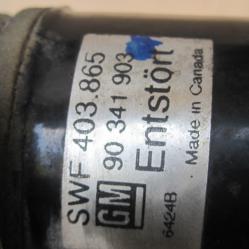 SWF 403.865
GM 90 341 903
Entstört
Made in Canada
6424B